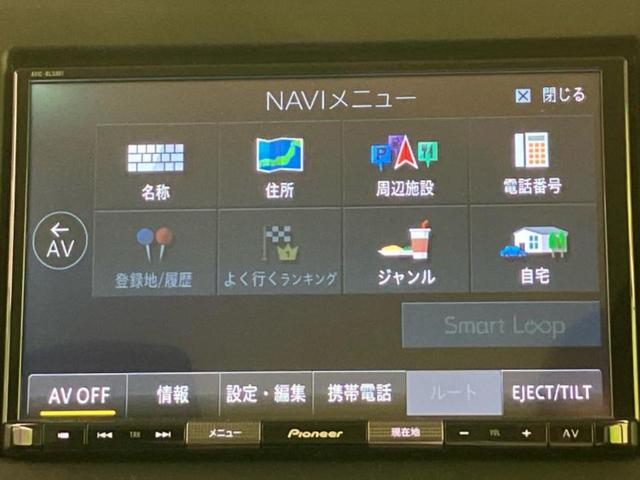 NAVIメニュー
閉じる
名称
住所
周辺施設
電話番号
← AV
登録地/履歴
よく行くランキング
1
ジャンル
自宅
Smart Loop
AV OFF
情報
設定・編集
携帯電話
ルート
EJECT/TILT
TRK
メニュー
Pioneer
現在地
VOL
AV